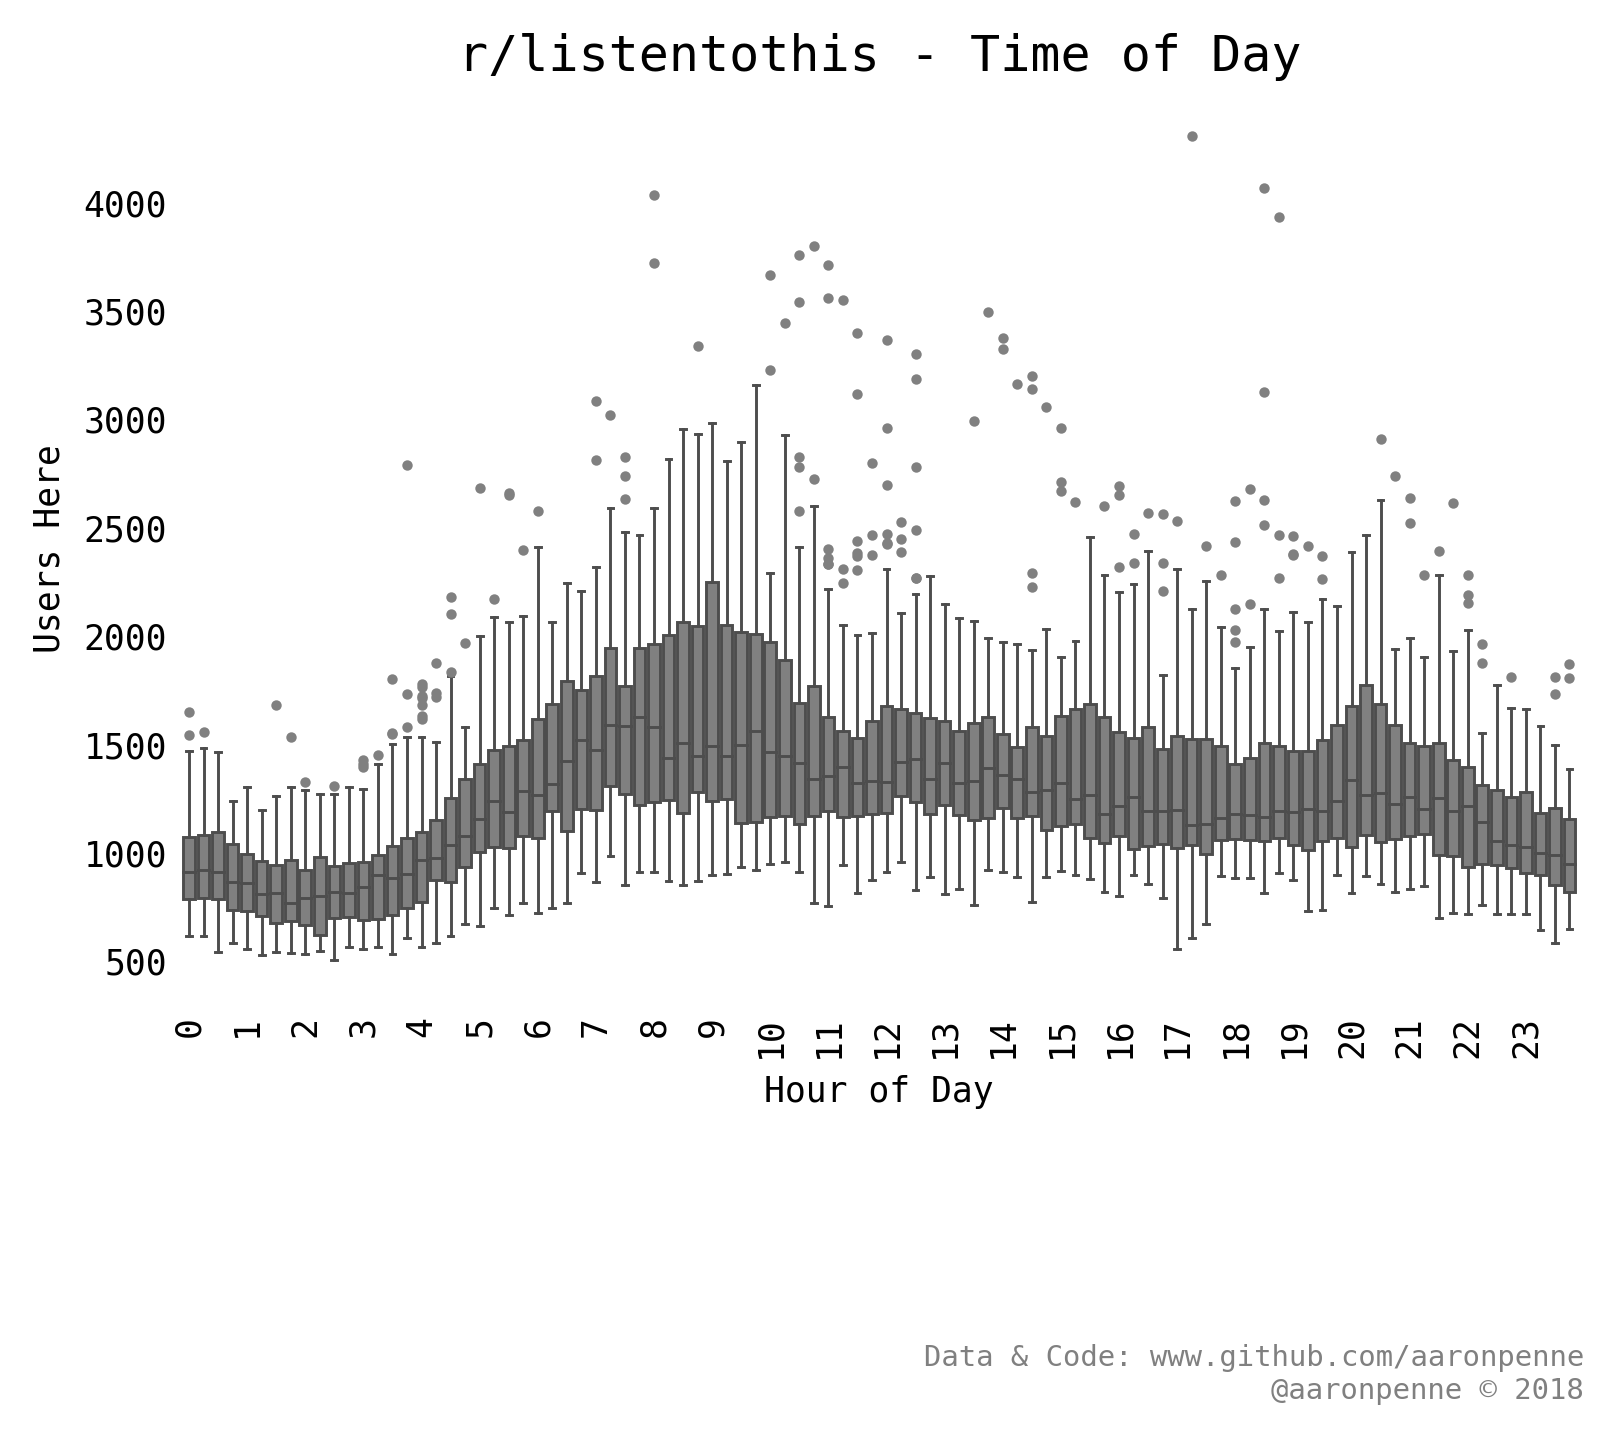 r/listentothis - Time of Day
Users Here
4000
3500
3000
2500
2000
1500
1000
500
0 1 2 3 4 5 6 7 8 9 10 11 12 13 14 15 16 17 18 19 20 21 22 23
Hour of Day
Data & Code: www.github.com/aaronpenne
@aaronpenne © 2018